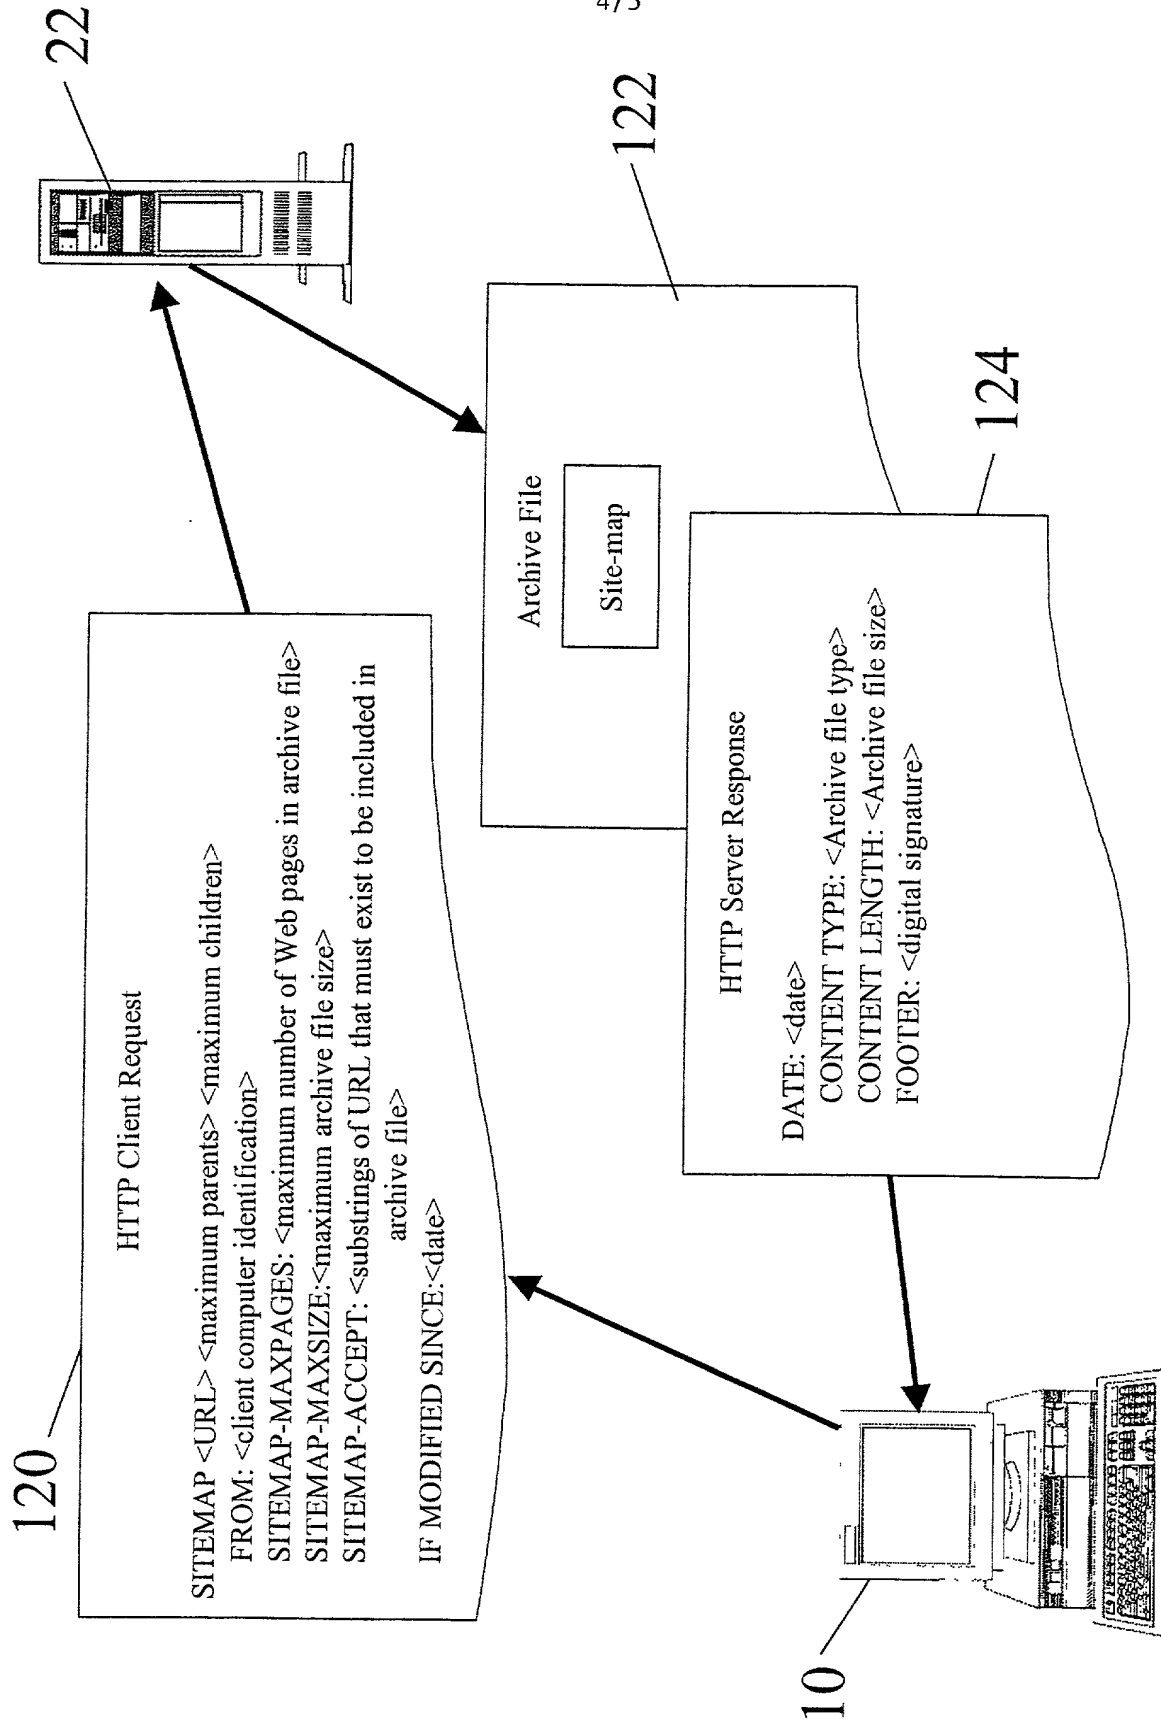 4/5
120
HTTP Client Request
SITEMAP <URL> <maximum parents> <maximum children>
FROM: <client computer identification>
SITEMAP-MAXPAGES: <maximum number of Web pages in archive file>
SITEMAP-MAXSIZE:<maximum archive file size>
SITEMAP-ACCEPT: <substrings of URL that must exist to be included in
archive file>
IF MODIFIED SINCE:<date>
22
Archive File
Site-map
122
HTTP Server Response
DATE: <date>
CONTENT TYPE: <Archive file type>
CONTENT LENGTH: <Archive file size>
FOOTER: <digital signature>
124
10